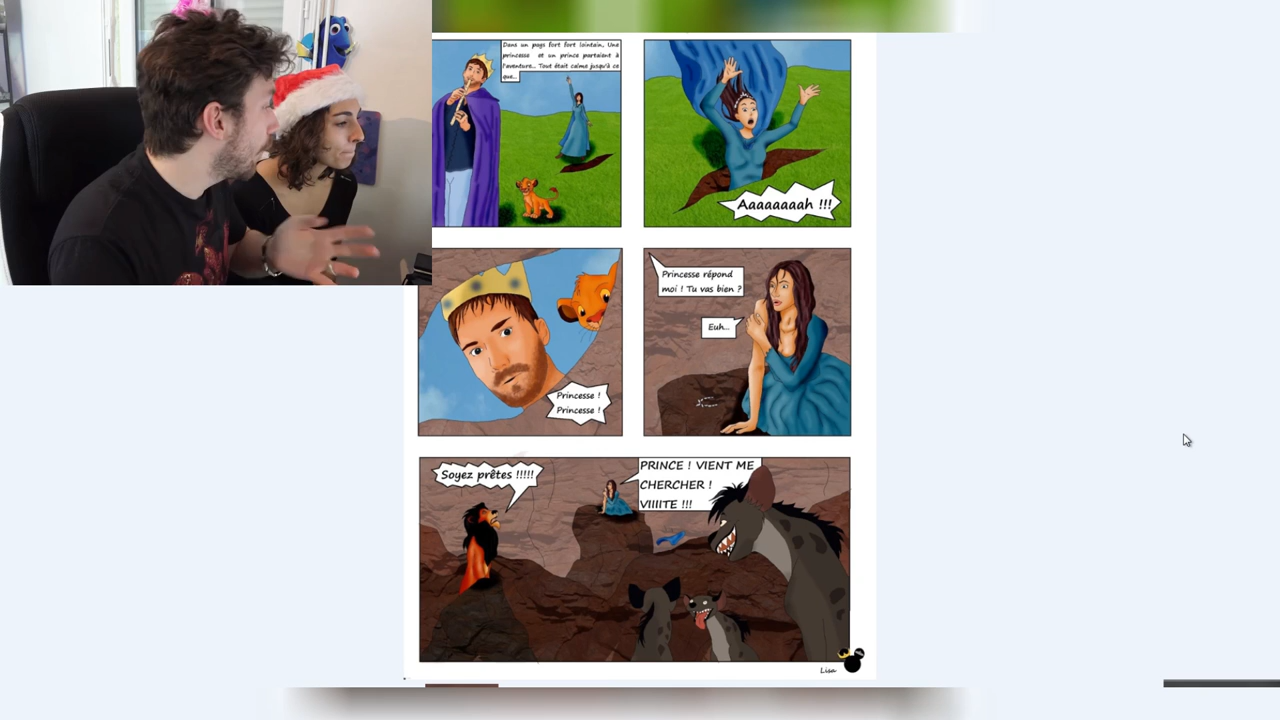 Dans un pays fort fort lointain, Une
princesse et un prince partaient à
l'aventure... Tout était calme jusqu'à ce
que...
Aaaaaaaah !!!
Princesse !
Princesse !
Princesse répond
moi ! Tu vas bien ?
Euh...
Soyez prêtes !!!!!
PRINCE ! VIENT ME
CHERCHER !
VIIIITE !!!
Lisa